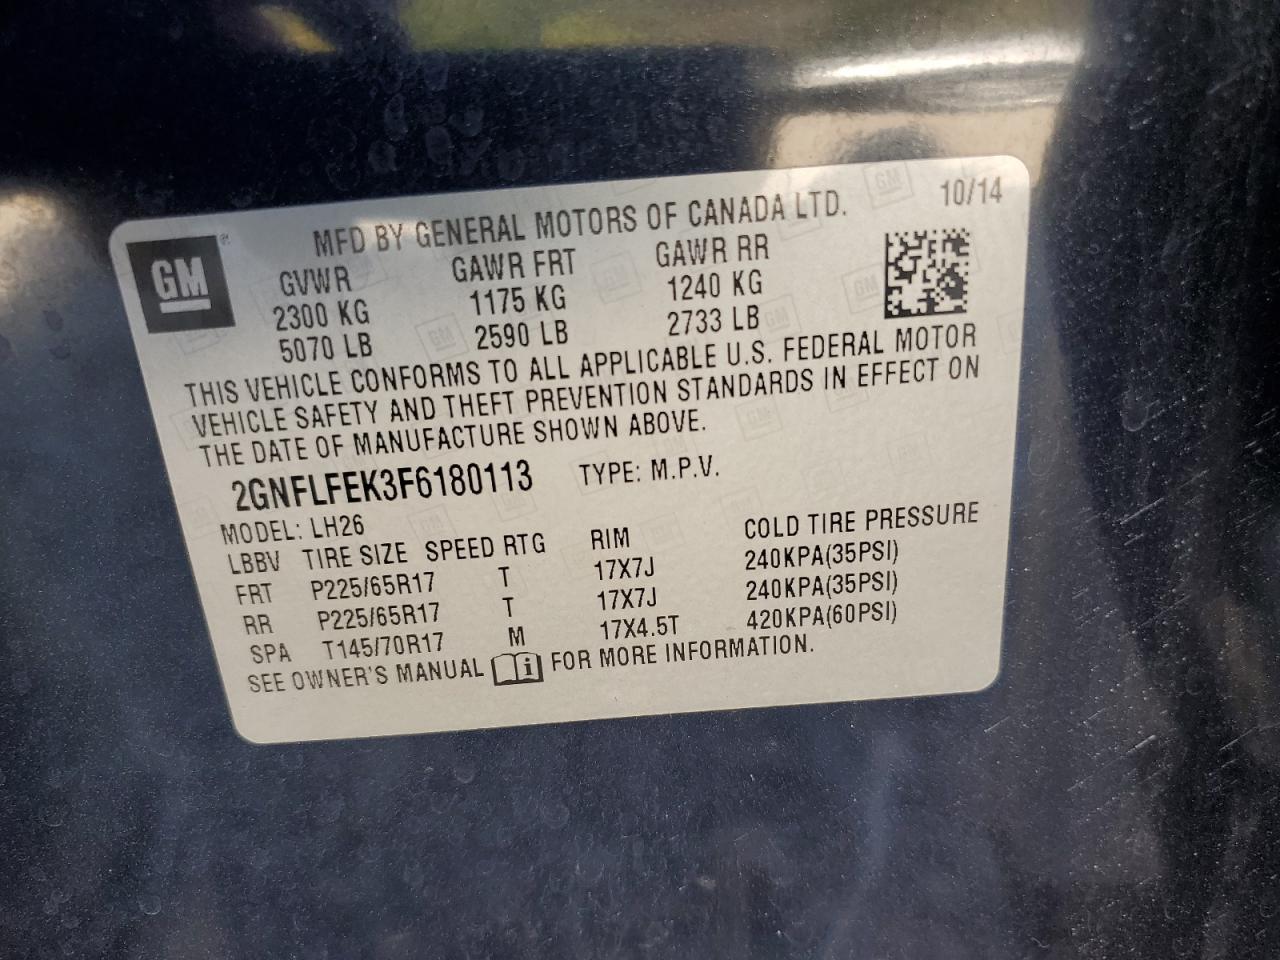 GM
MFD BY GENERAL MOTORS OF CANADA LTD. 10/14
GVWR GAWR FRT GAWR RR
2300 KG 1175 KG 1240 KG
5070 LB 2590 LB 2733 LB
THIS VEHICLE CONFORMS TO ALL APPLICABLE U.S. FEDERAL MOTOR
VEHICLE SAFETY AND THEFT PREVENTION STANDARDS IN EFFECT ON
THE DATE OF MANUFACTURE SHOWN ABOVE.
2GNFLFEK3F6180113 TYPE: M.P.V.
MODEL: LH26
LBBV TIRE SIZE SPEED RTG RIM COLD TIRE PRESSURE
FRT P225/65R17 T 17X7J 240KPA(35PSI)
RR P225/65R17 T 17X7J 240KPA(35PSI)
SPA T145/70R17 M 17X4.5T 420KPA(60PSI)
SEE OWNER'S MANUAL i FOR MORE INFORMATION.